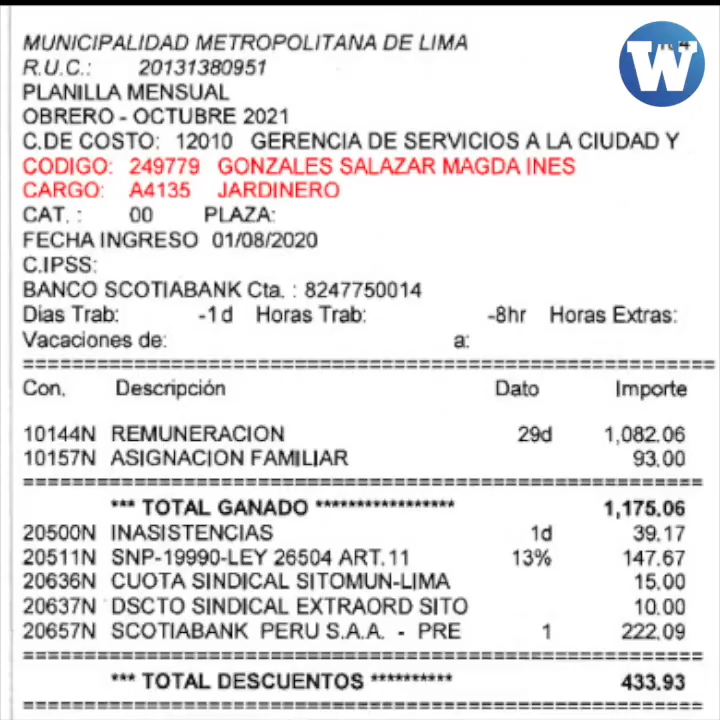 MUNICIPALIDAD METROPOLITANA DE LIMA
R.U.C.: 20131380951
PLANILLA MENSUAL
OBRERO - OCTUBRE 2021
C.DE COSTO: 12010 GERENCIA DE SERVICIOS A LA CIUDAD Y
CODIGO: 249779 GONZALES SALAZAR MAGDA INES
CARGO: A4135 JARDINERO
CAT. : 00 PLAZA:
FECHA INGRESO 01/08/2020
C.IPSS:
BANCO SCOTIABANK Cta. : 8247750014
Dias Trab: -1d Horas Trab: -8hr Horas Extras:
Vacaciones de: a:
Con. Descripción Dato Importe
10144N REMUNERACION 29d 1,082.06
10157N ASIGNACION FAMILIAR 93.00
*** TOTAL GANADO ***************** 1,175.06
20500N INASISTENCIAS 1d 39.17
20511N SNP-19990-LEY 26504 ART.11 13% 147.67
20636N CUOTA SINDICAL SITOMUN-LIMA 15.00
20637N DSCTO SINDICAL EXTRAORD SITO 10.00
20657N SCOTIABANK PERU S.A.A. - PRE 1 222.09
*** TOTAL DESCUENTOS ********** 433.93
W